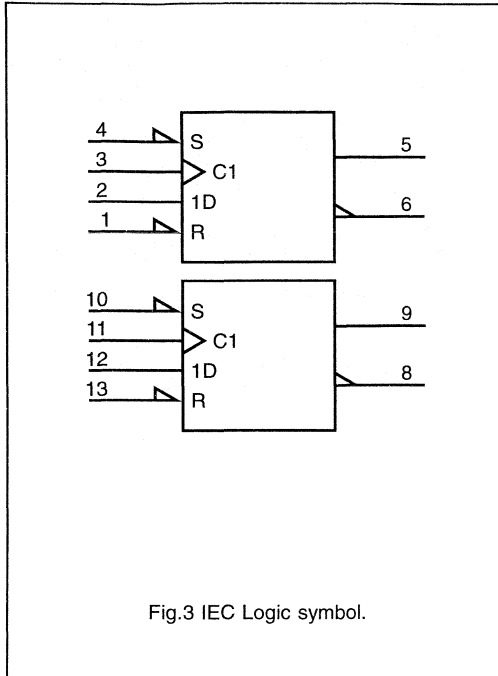 4 S
3 C1 5
2 1D
1 R 6
10 S
11 C1 9
12 1D
13 R 8
Fig.3 IEC Logic symbol.